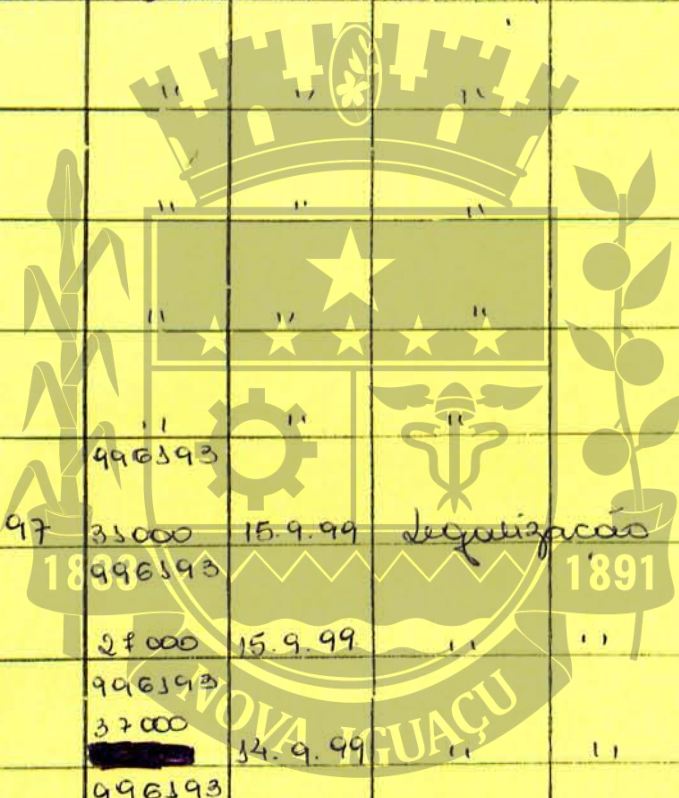 " " "
" " "
" " "
" " "
996193
97 31000 15.9.99 Legalização
1833 1891
996193
27000 15.9.99 " "
996193
37000
14.9.99 " "
996193
NOVA IGUAÇU